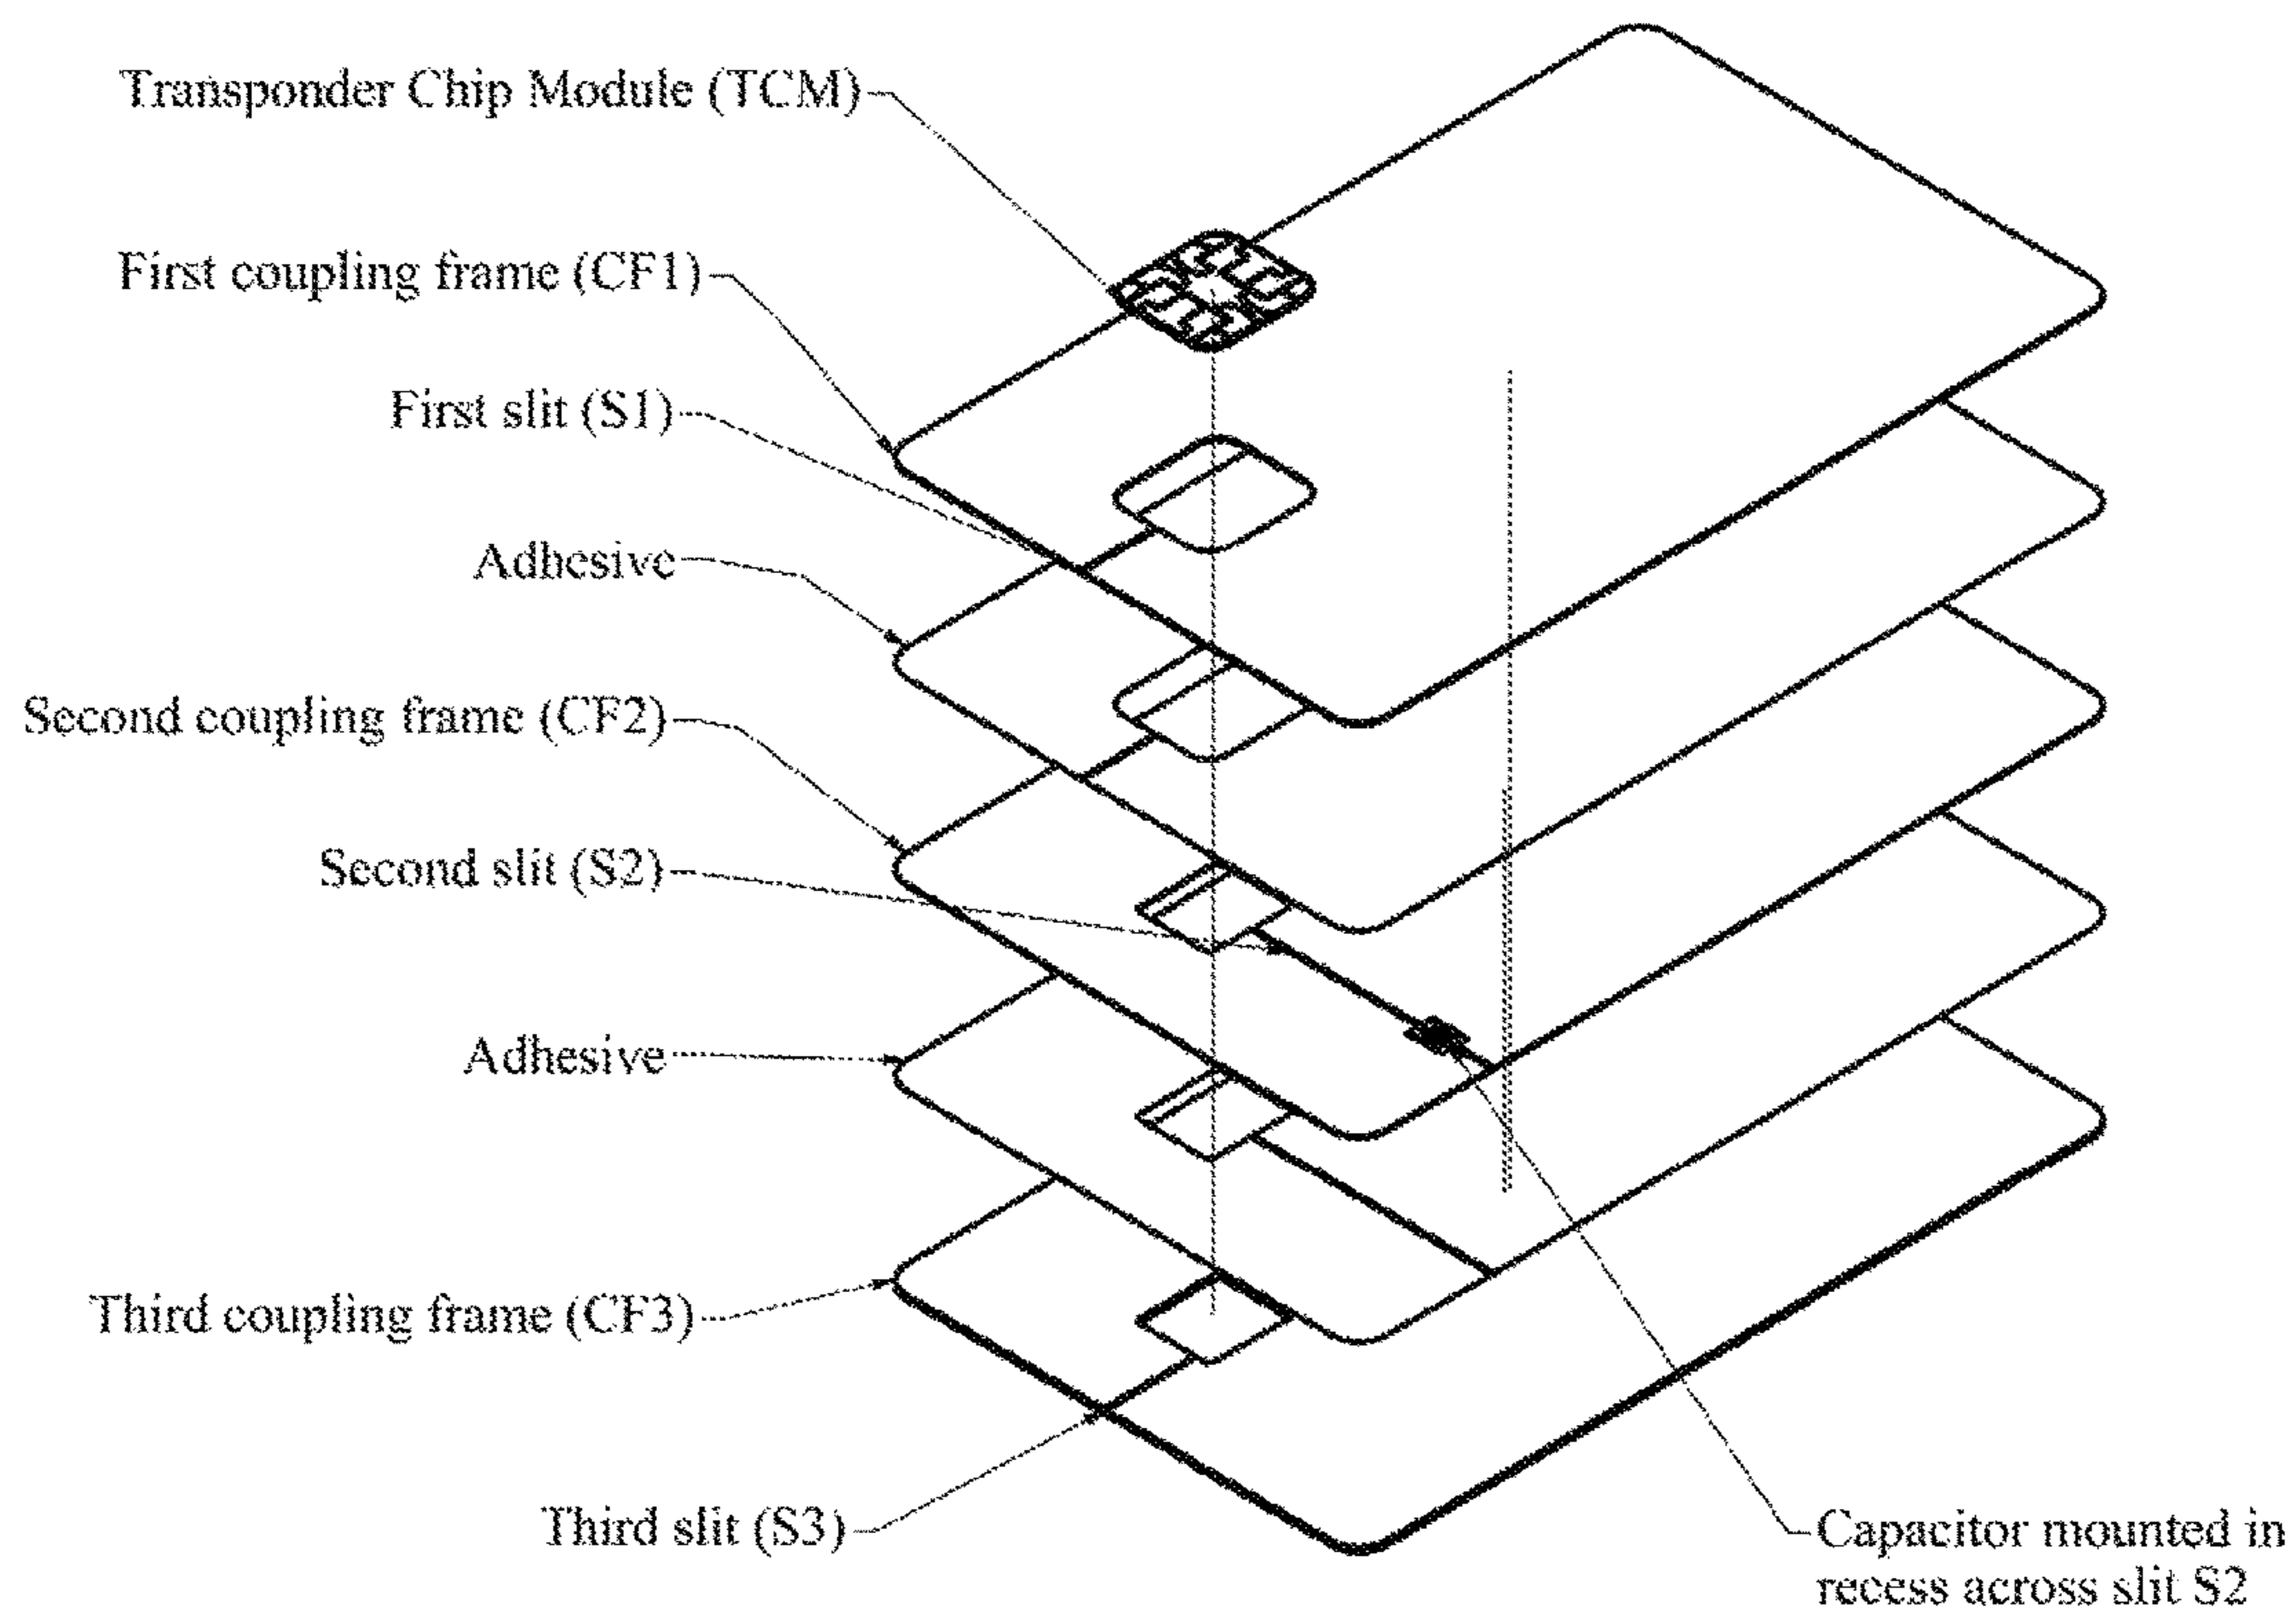 Transponder Chip Module (TCM)
First coupling frame (CF1)
First slit (S1)
Adhesive
Second coupling frame (CF2)
Second slit (S2)
Adhesive
Third coupling frame (CF3)
Third slit (S3)
Capacitor mounted in
recess across slit S2